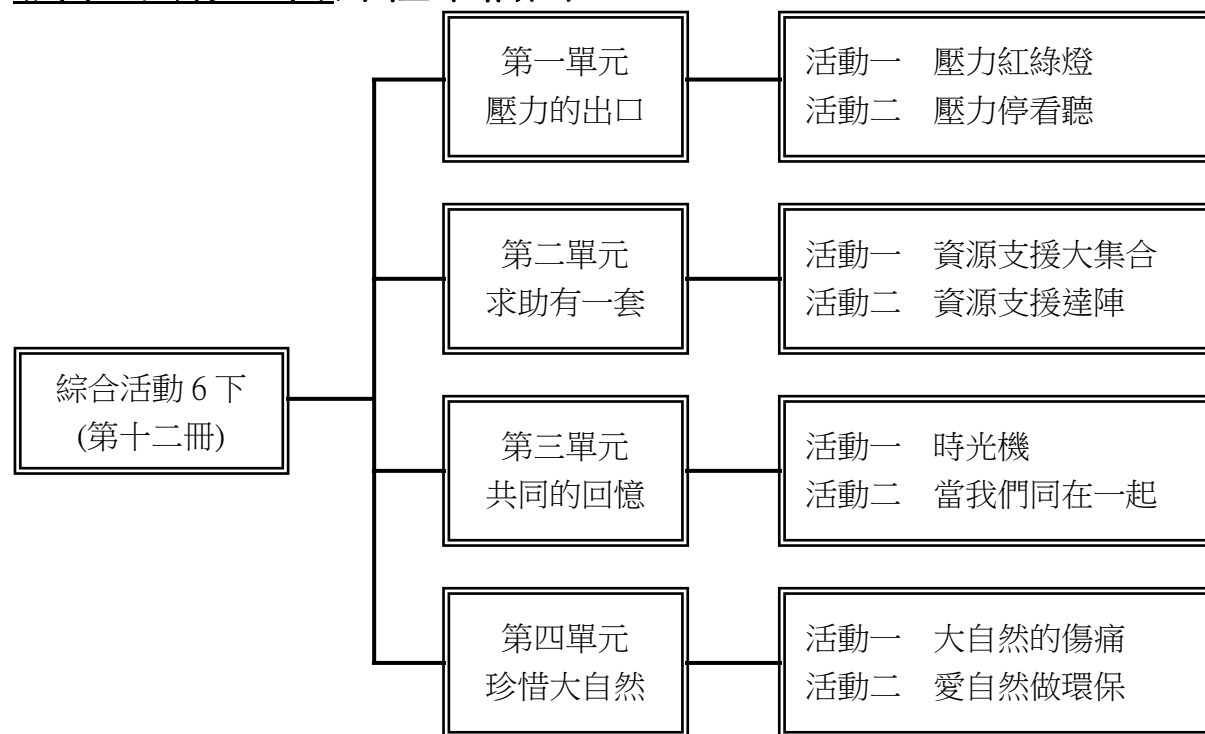 第一單元
壓力的出口
活動一　壓力紅綠燈
活動二　壓力停看聽
第二單元
求助有一套
活動一　資源支援大集合
活動二　資源支援達陣
綜合活動 6 下
(第十二冊)
第三單元
共同的回憶
活動一　時光機
活動二　當我們同在一起
第四單元
珍惜大自然
活動一　大自然的傷痛
活動二　愛自然做環保